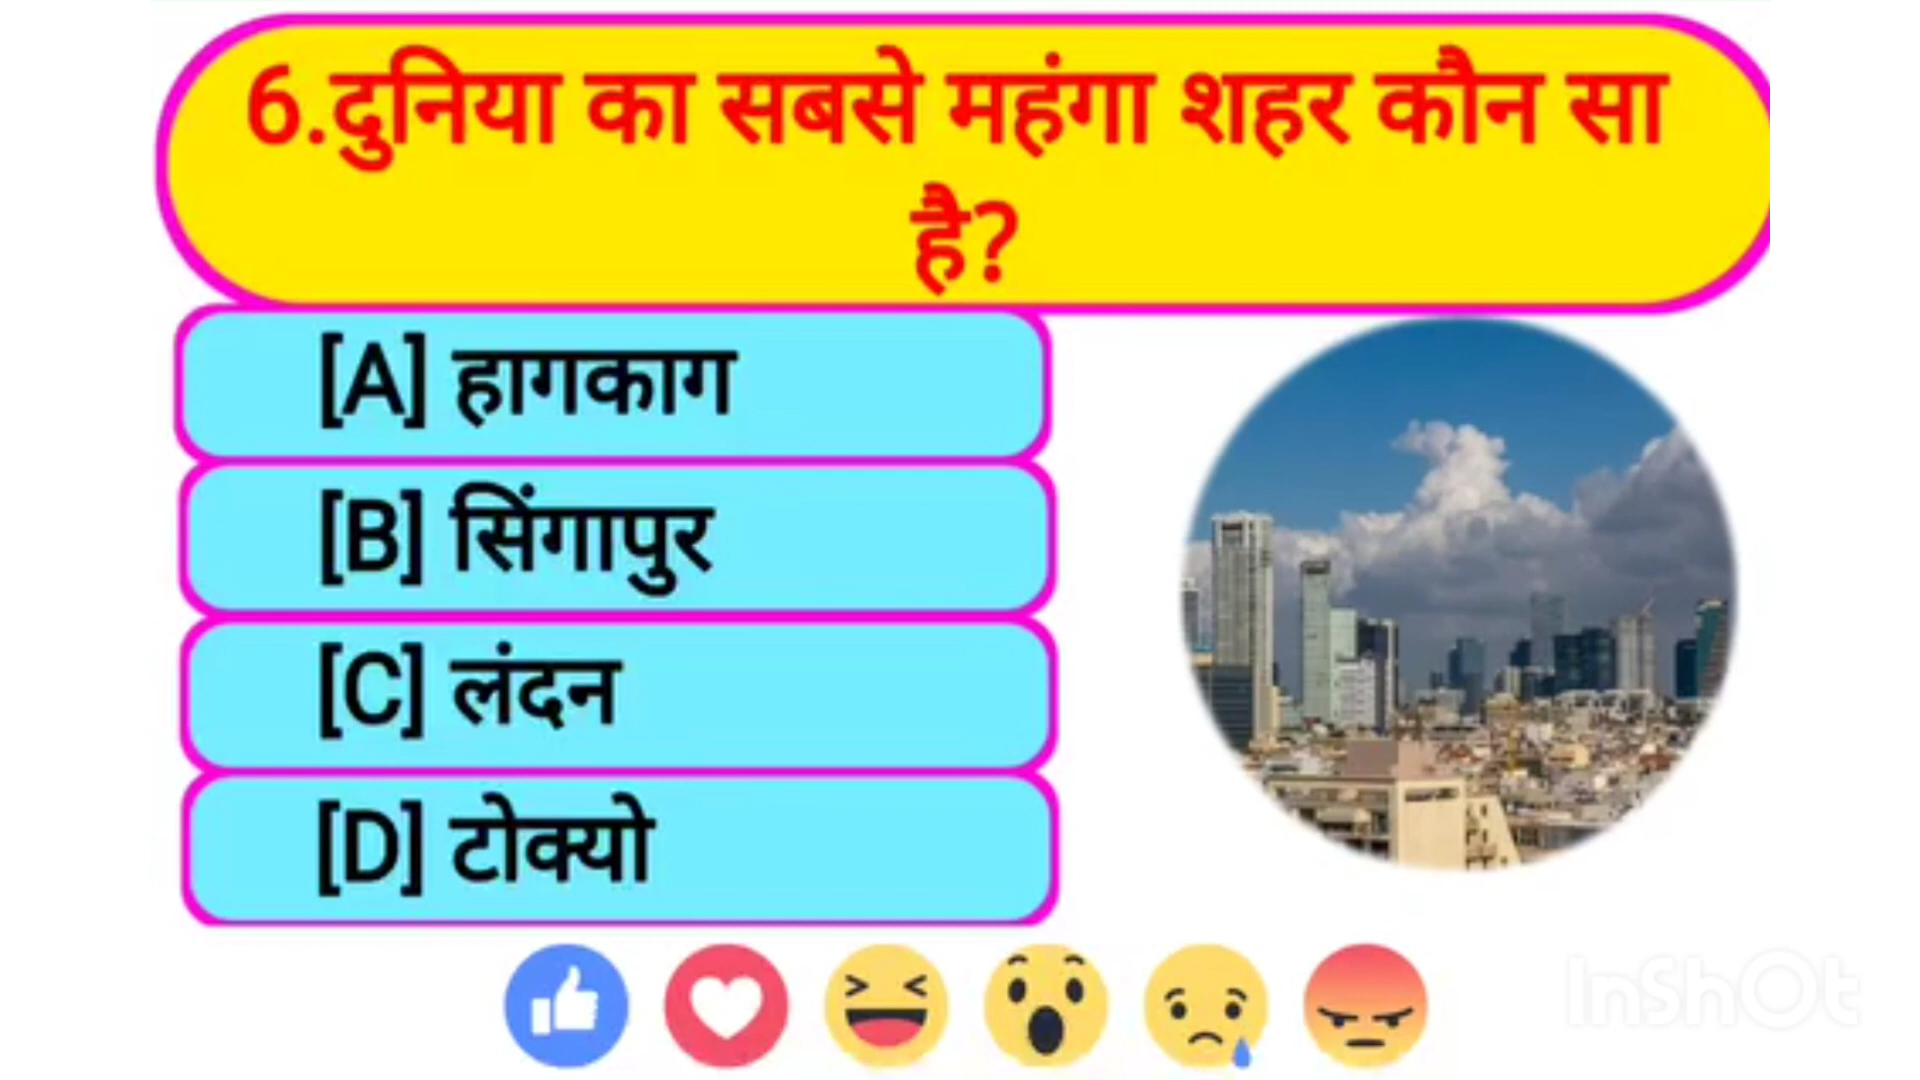 6.दुनिया का सबसे महंगा शहर कौन सा
है?
[A] हागकाग
[B] सिंगापुर
[C] लंदन
[D] टोक्यो
InShOt